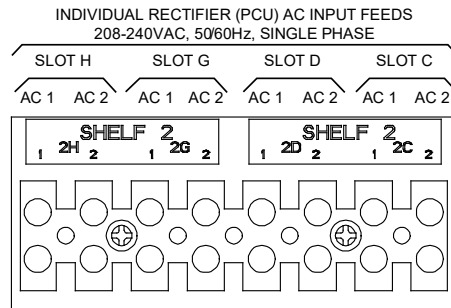 INDIVIDUAL RECTIFIER (PCU) AC INPUT FEEDS
208-240VAC, 50/60Hz, SINGLE PHASE
SLOT H SLOT G SLOT D SLOT C
AC 1 AC 2 AC 1 AC 2 AC 1 AC 2 AC 1 AC 2
SHELF 2 SHELF 2
1 2H 2 1 2G 2 1 2D 2 1 2C 2